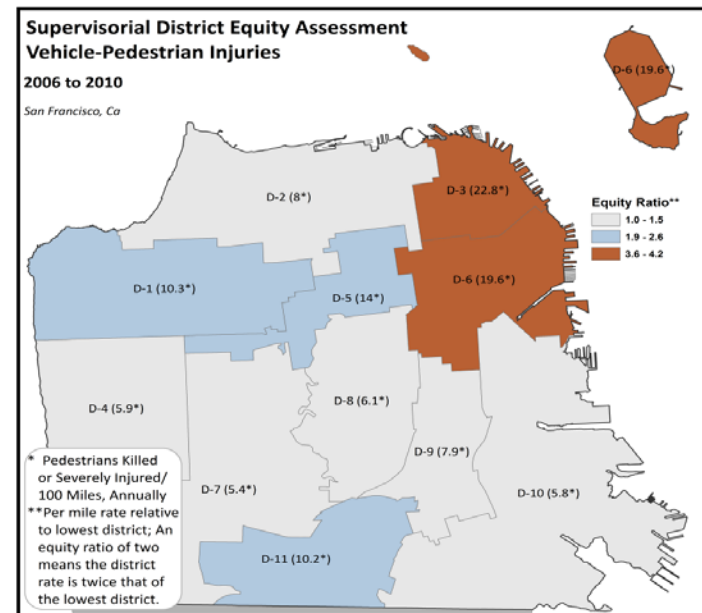 Supervisorial District Equity Assessment
Vehicle-Pedestrian Injuries
2006 to 2010
San Francisco, Ca
D-6 (19.6*)
D-2 (8*)
D-3 (22.8*)
Equity Ratio**
1.0 - 1.5
1.9 - 2.6
3.6 - 4.2
D-1 (10.3*)
D-5 (14*)
D-6 (19.6*)
D-4 (5.9*)
D-8 (6.1*)
D-9 (7.9*)
D-7 (5.4*)
D-10 (5.8*)
D-11 (10.2*)
* Pedestrians Killed
or Severely Injured/
100 Miles, Annually
**Per mile rate relative
to lowest district; An
equity ratio of two
means the district
rate is twice that of
the lowest district.